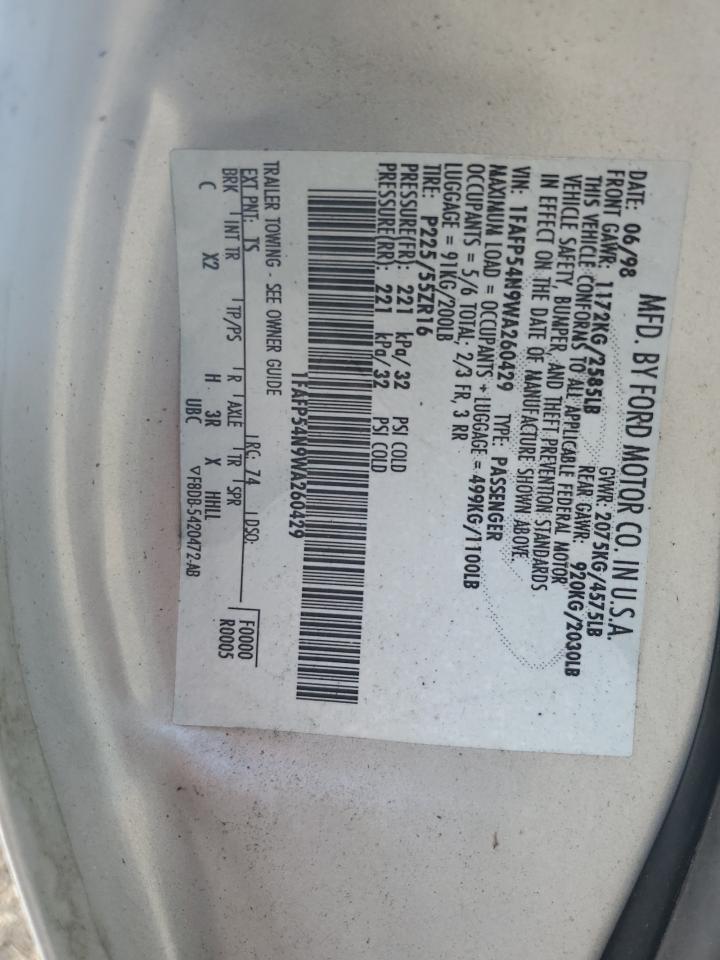 MFD. BY FORD MOTOR CO. IN U.S.A.
DATE: 06/98 GVWR: 2075KG/4575LB
FRONT GAWR: 1172KG/2585LB REAR GAWR: 920KG/2030LB
THIS VEHICLE CONFORMS TO ALL APPLICABLE FEDERAL MOTOR
VEHICLE SAFETY, BUMPER, AND THEFT PREVENTION STANDARDS
IN EFFECT ON THE DATE OF MANUFACTURE SHOWN ABOVE.
VIN: 1FAFP54N9WA260429 TYPE: PASSENGER
MAXIMUM LOAD = OCCUPANTS + LUGGAGE = 499KG/1100LB
OCCUPANTS = 5/6 TOTAL, 2/3 FR, 3 RR
LUGGAGE = 91KG/200LB
TIRE: P225/55ZR16
PRESSURE(FR): 221 kPa/32 PSI COLD
PRESSURE(RR): 221 kPa/32 PSI COLD
1FAFP54N9WA260429
TRAILER TOWING - SEE OWNER GUIDE
EXT PNT: TS RC: 74 DSO: F0000
BRK INT TR TP/PS R AXLE TR SPR R0005
C X2 H 3R X HHLL
UBC ▽F8DB-5420472-AB